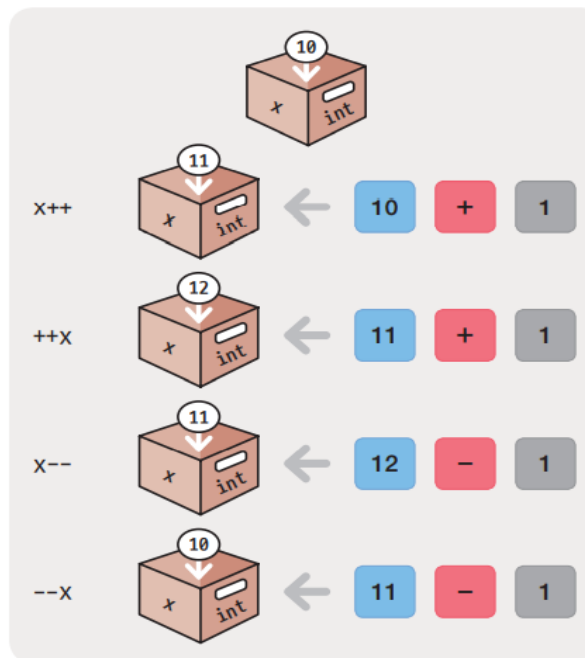 10
x int
11
x++ x int 10 + 1
12
++x x int 11 + 1
11
x-- x int 12 - 1
10
--x x int 11 - 1